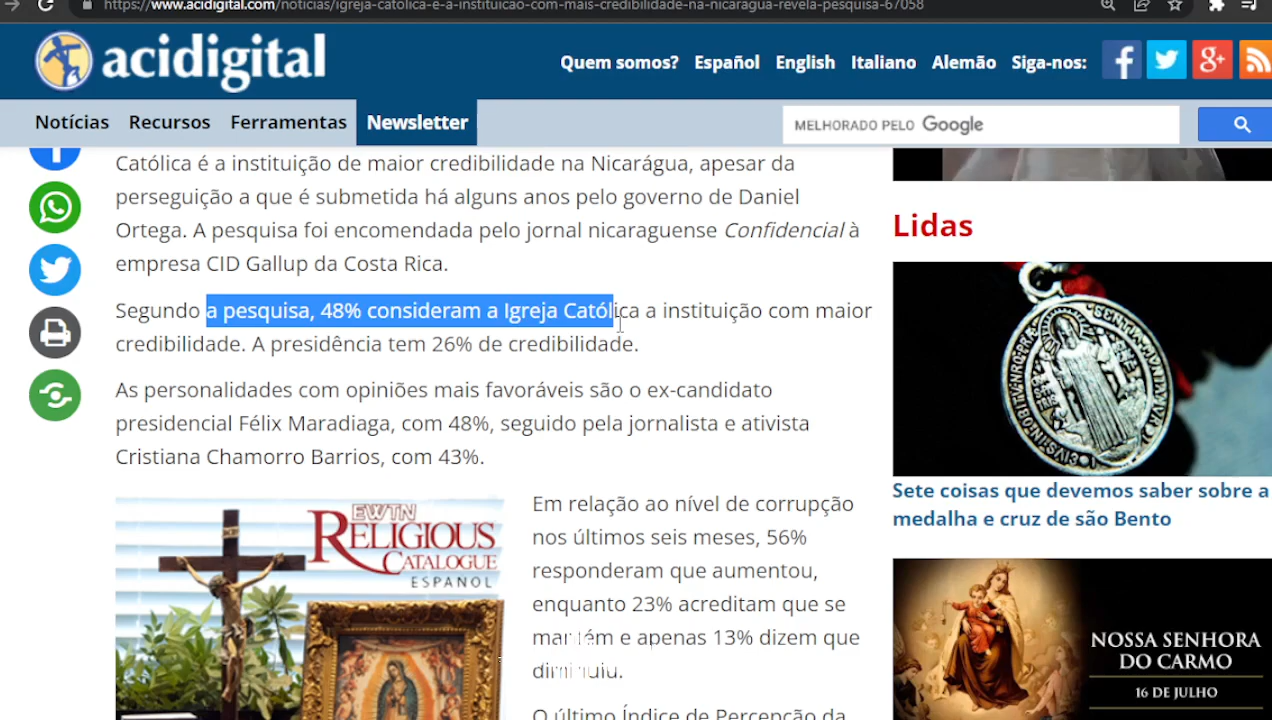 https://www.acidigital.com/noticias/igreja-catolica-e-a-instituicao-com-mais-credibilidade-na-nicaragua-revela-pesquisa-67058
acidigital
Quem somos? Español English Italiano Alemão Siga-nos:
Notícias Recursos Ferramentas Newsletter
MELHORADO PELO Google
Católica é a instituição de maior credibilidade na Nicarágua, apesar da
perseguição a que é submetida há alguns anos pelo governo de Daniel
Ortega. A pesquisa foi encomendada pelo jornal nicaraguense Confidencial à
empresa CID Gallup da Costa Rica.
Segundo a pesquisa, 48% consideram a Igreja Católica a instituição com maior
credibilidade. A presidência tem 26% de credibilidade.
As personalidades com opiniões mais favoráveis são o ex-candidato
presidencial Félix Maradiaga, com 48%, seguido pela jornalista e ativista
Cristiana Chamorro Barrios, com 43%.
EWTN
RELIGIOUS
CATALOGUE
ESPAÑOL
Em relação ao nível de corrupção
nos últimos seis meses, 56%
responderam que aumentou,
enquanto 23% acreditam que se
mantém e apenas 13% dizem que
diminuiu.
O último Índice de Percepção da
Lidas
Sete coisas que devemos saber sobre a
medalha e cruz de são Bento
NOSSA SENHORA
DO CARMO
16 DE JULHO